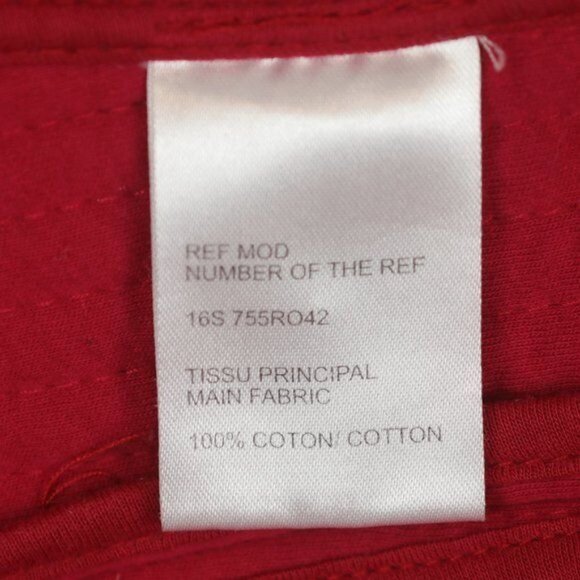 REF MOD
NUMBER OF THE REF
16S 755RO42
TISSU PRINCIPAL
MAIN FABRIC
100% COTON/ COTTON